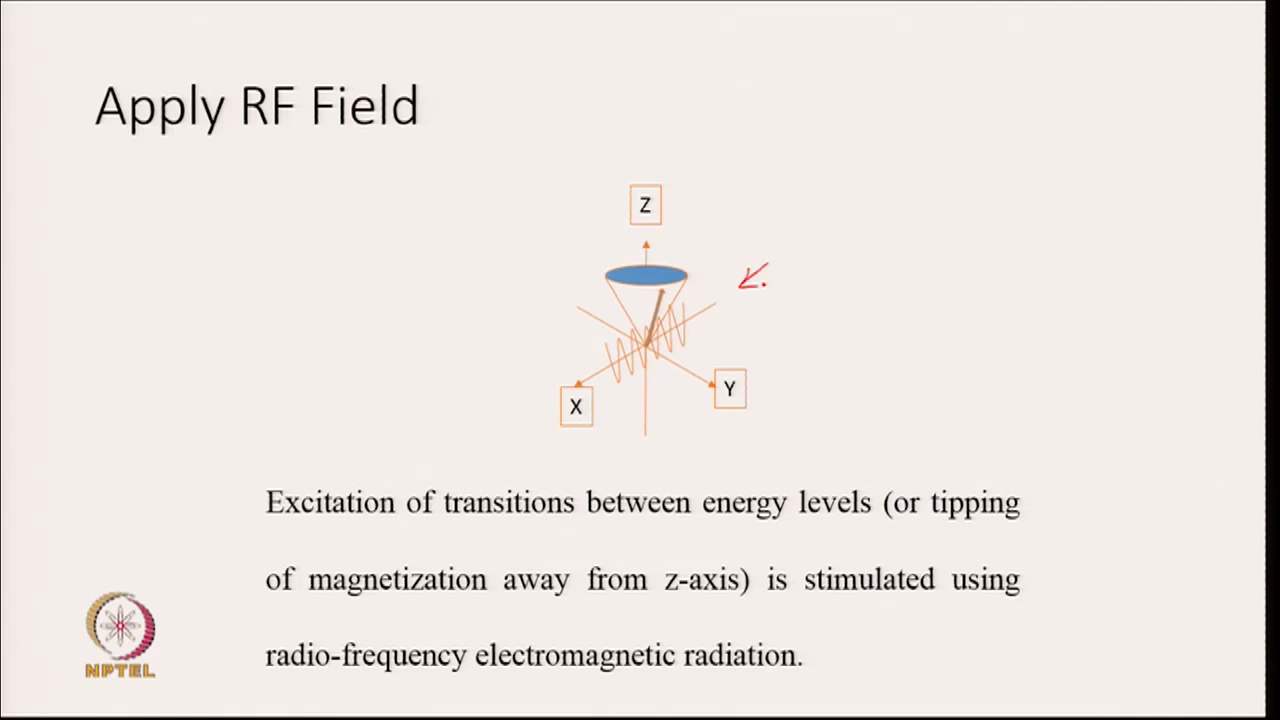 Apply RF Field
Z
Y
X
Excitation of transitions between energy levels (or tipping
of magnetization away from z-axis) is stimulated using
radio-frequency electromagnetic radiation.
NPTEL